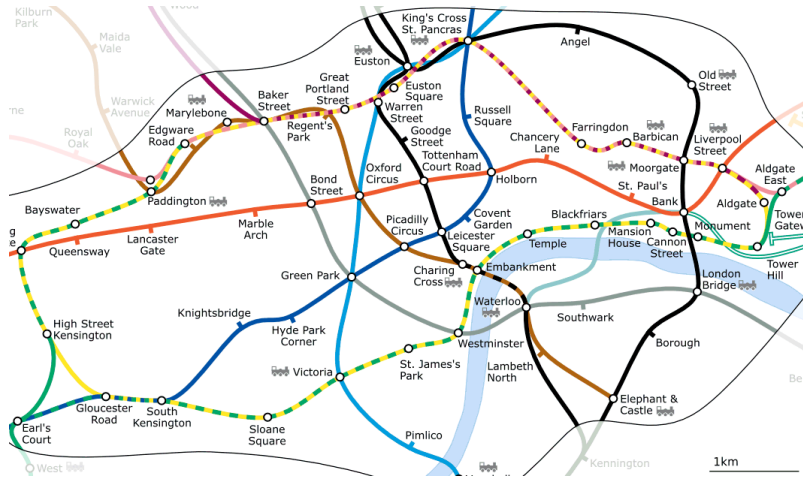 Kilburn
Park
Maida
Vale
Wood
King's Cross
St. Pancras
Euston
Angel
Old
Street
Warwick
Avenue
Marylebone
Baker
Street
Great
Portland
Street
Euston
Square
Warren
Street
Regent's
Park
Russell
Square
Goodge
Street
Chancery
Lane
Farringdon
Barbican
Liverpool
Street
Moorgate
Royal
Oak
Edgware
Road
Paddington
Bayswater
Bond
Street
Oxford
Circus
Tottenham
Court Road
Holborn
St. Paul's
Bank
Aldgate
East
Aldgate
Tower
Gatew
Tower
Hill
Queensway
Lancaster
Gate
Marble
Arch
Picadilly
Circus
Covent
Garden
Leicester
Square
Blackfriars
Temple
Mansion
House
Cannon
Street
Monument
Green Park
Charing
Cross
Embankment
Waterloo
London
Bridge
Southwark
Knightsbridge
Hyde Park
Corner
High Street
Kensington
Westminster
St. James's
Park
Victoria
Lambeth
North
Borough
Elephant &
Castle
Gloucester
Road
South
Kensington
Sloane
Square
Earl's
Court
Pimlico
West
Kennington
1km